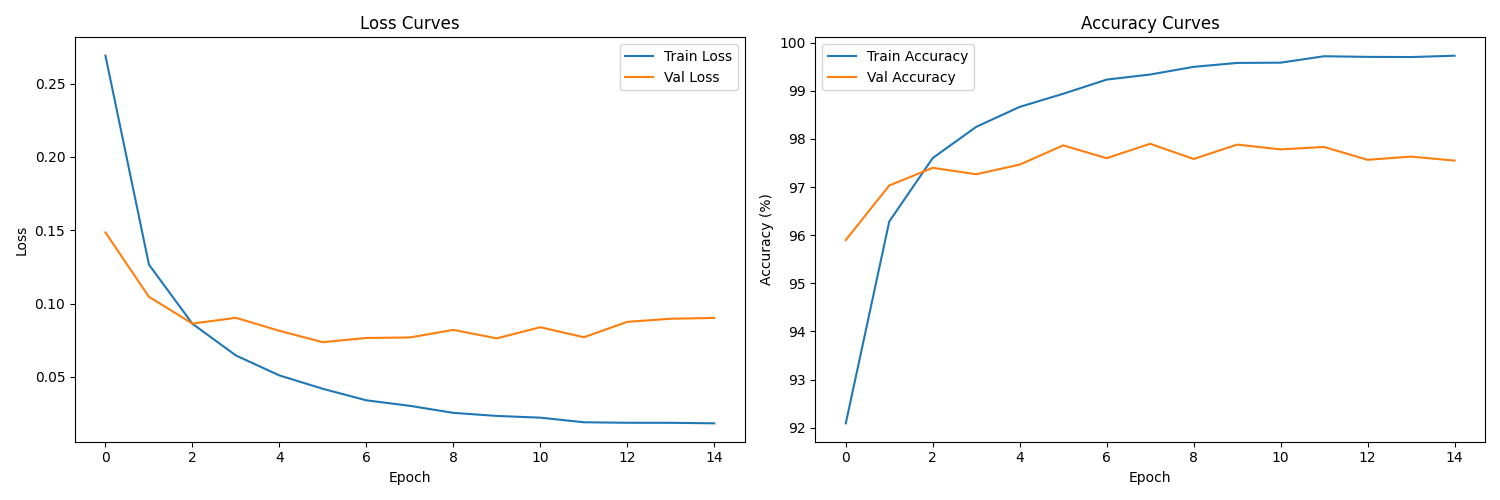 Loss Curves
Train Loss
Val Loss
0.25
0.20
0.15
0.10
0.05
Loss
0 2 4 6 8 10 12 14
Epoch
Accuracy Curves
Train Accuracy
Val Accuracy
100
99
98
97
96
95
94
93
92
Accuracy (%)
0 2 4 6 8 10 12 14
Epoch